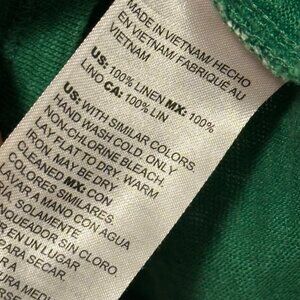 MADE IN VIETNAM/ HECHO
EN VIETNAM/ FABRIQUÉ AU
VIETNAM
US: 100% LINEN MX: 100%
LINO CA: 100% LIN
US: WITH SIMILAR COLORS.
HAND WASH COLD. ONLY
NON-CHLORINE BLEACH.
LAY FLAT TO DRY. WARM
IRON. MAY BE DRY
CLEANED MX: CON
COLORES SIMILARES.
LAVAR A MANO CON AGUA
SOLAMENTE
BLANQUEADOR SIN CLORO
EN UN LUGAR
PARA SECAR.